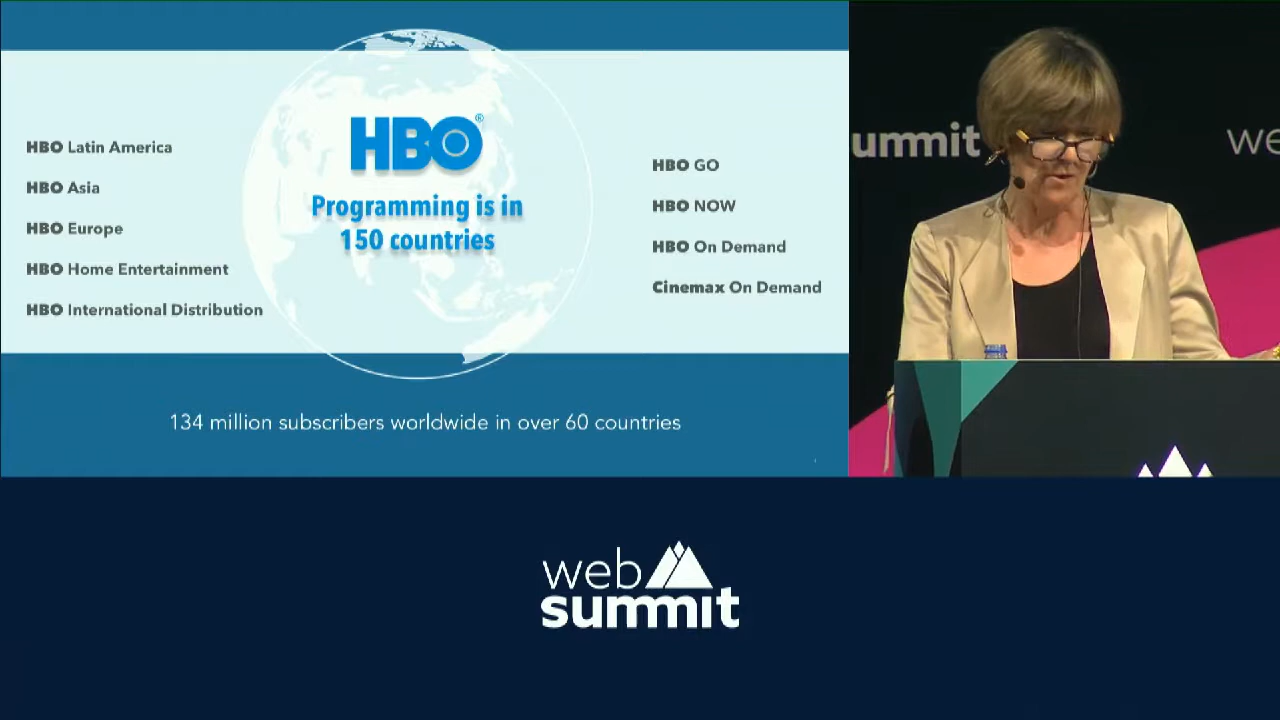 HBO Latin America
HBO Asia
HBO Europe
HBO Home Entertainment
HBO International Distribution
HBO®
Programming is in
150 countries
HBO GO
HBO NOW
HBO On Demand
Cinemax On Demand
134 million subscribers worldwide in over 60 countries
ummit
we
web
summit